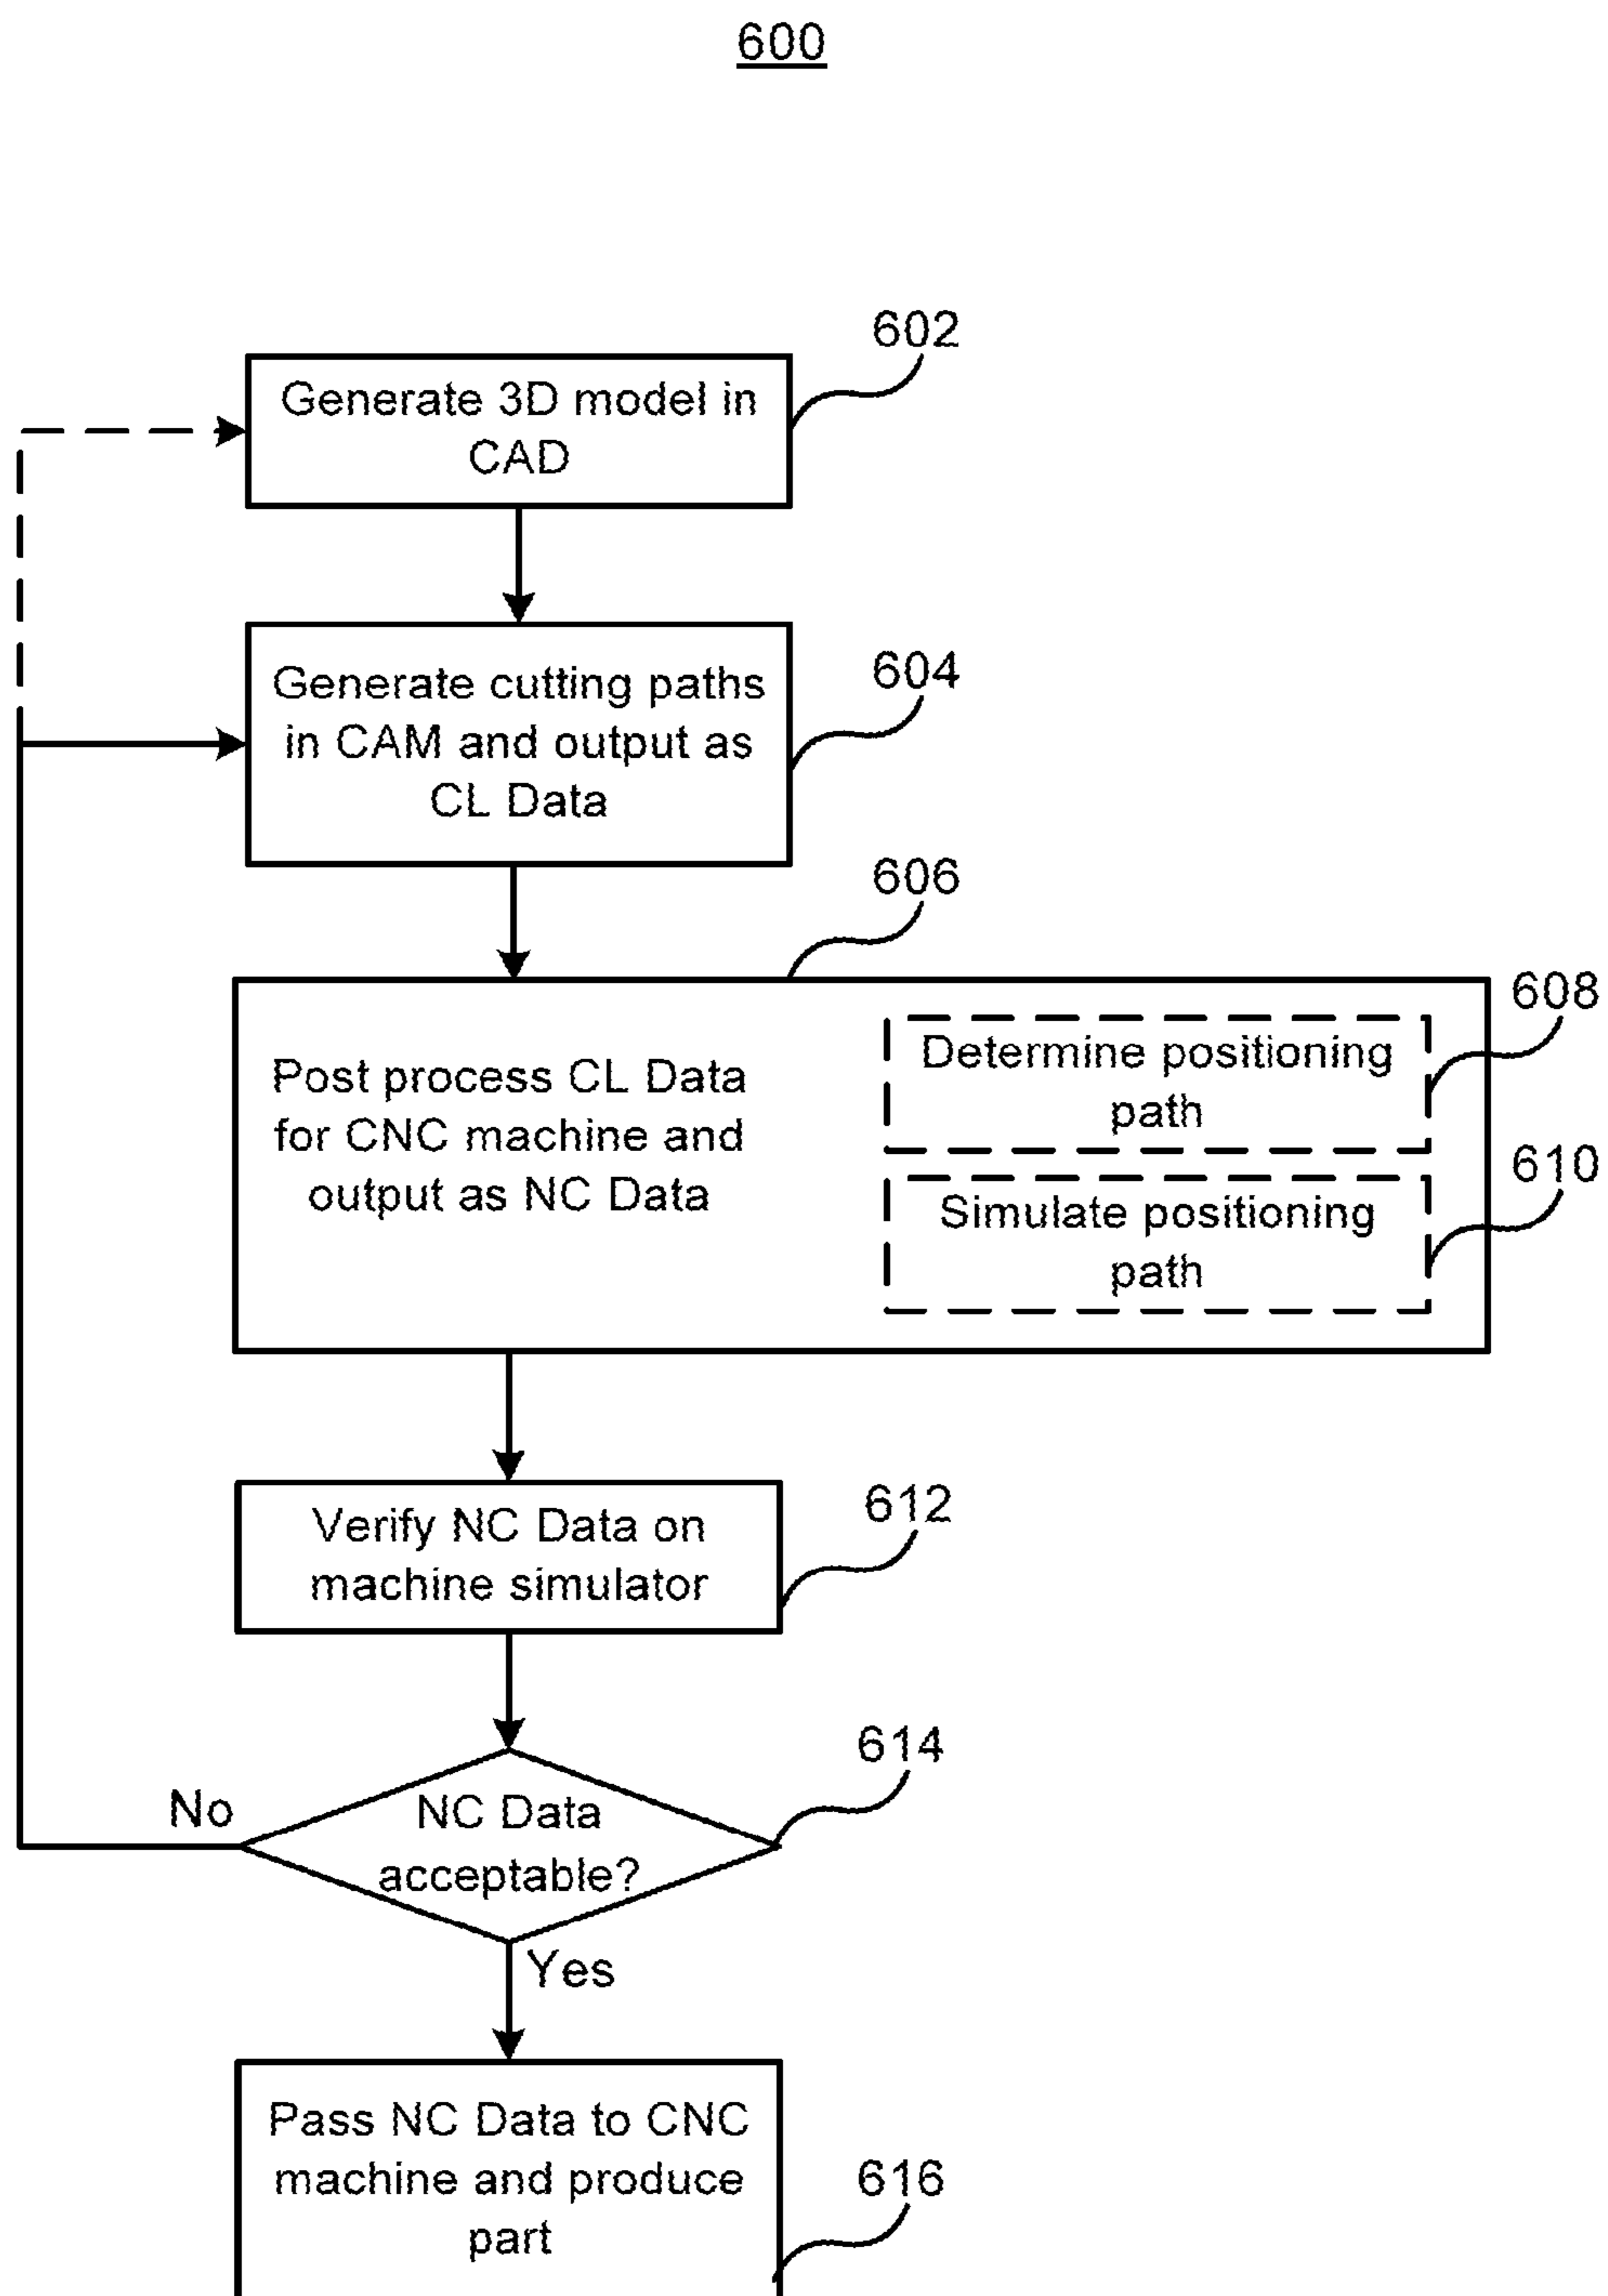 600
602
Generate 3D model in
CAD
604
Generate cutting paths
in CAM and output as
CL Data
606
608
Post process CL Data
for CNC machine and
output as NC Data
Determine positioning
path
610
Simulate positioning
path
612
Verify NC Data on
machine simulator
614
No
NC Data
acceptable?
Yes
Pass NC Data to CNC
machine and produce
part
616